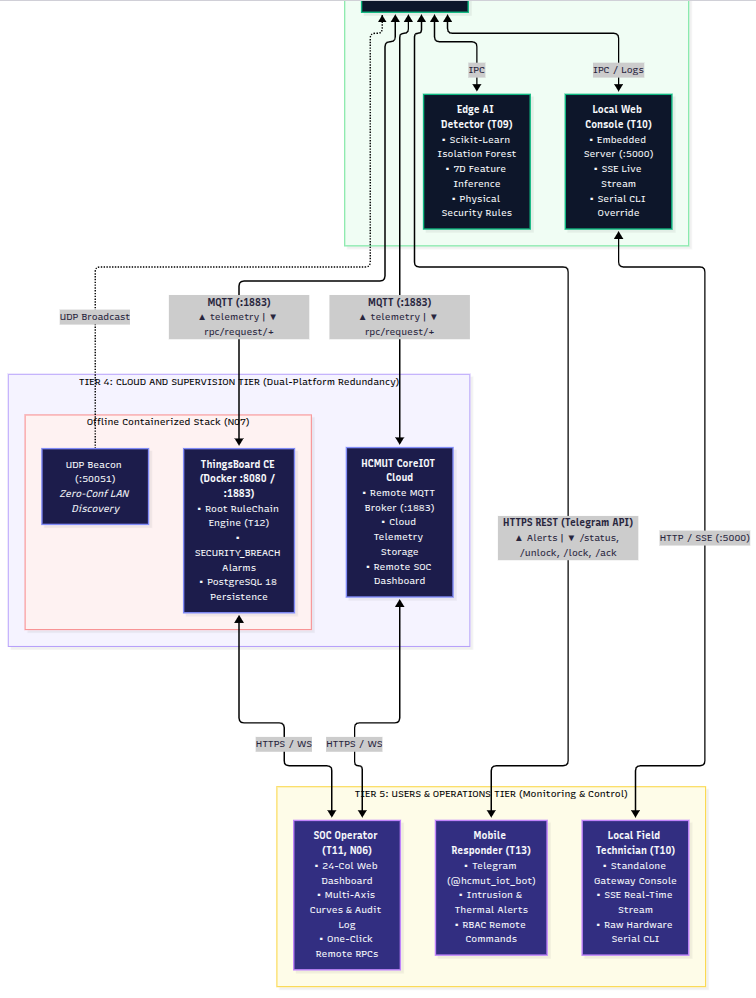 IPC
IPC / Logs
Edge AI
Detector (T09)
• Scikit-Learn
Isolation Forest
• 7D Feature
Inference
• Physical
Security Rules
Local Web
Console (T10)
• Embedded
Server (:5000)
• SSE Live
Stream
• Serial CLI
Override
UDP Broadcast
MQTT (:1883)
▲ telemetry | ▼
rpc/request/+
MQTT (:1883)
▲ telemetry | ▼
rpc/request/+
TIER 4: CLOUD AND SUPERVISION TIER (Dual-Platform Redundancy)
Offline Containerized Stack (N07)
UDP Beacon
(:50051)
Zero-Conf LAN
Discovery
ThingsBoard CE
(Docker :8080 /
:1883)
• Root RuleChain
Engine (T12)
•
SECURITY_BREACH
Alarms
• PostgreSQL 18
Persistence
HCMUT CoreIOT
Cloud
• Remote MQTT
Broker (:1883)
• Cloud
Telemetry
Storage
• Remote SOC
Dashboard
HTTPS REST (Telegram API)
▲ Alerts | ▼ /status,
/unlock, /lock, /ack
HTTP / SSE (:5000)
HTTPS / WS
HTTPS / WS
TIER 5: USERS & OPERATIONS TIER (Monitoring & Control)
SOC Operator
(T11, N06)
• 24-Col Web
Dashboard
• Multi-Axis
Curves & Audit
Log
• One-Click
Remote RPCs
Mobile
Responder (T13)
• Telegram
(@hcmut_iot_bot)
• Intrusion &
Thermal Alerts
• RBAC Remote
Commands
Local Field
Technician (T10)
• Standalone
Gateway Console
• SSE Real-Time
Stream
• Raw Hardware
Serial CLI